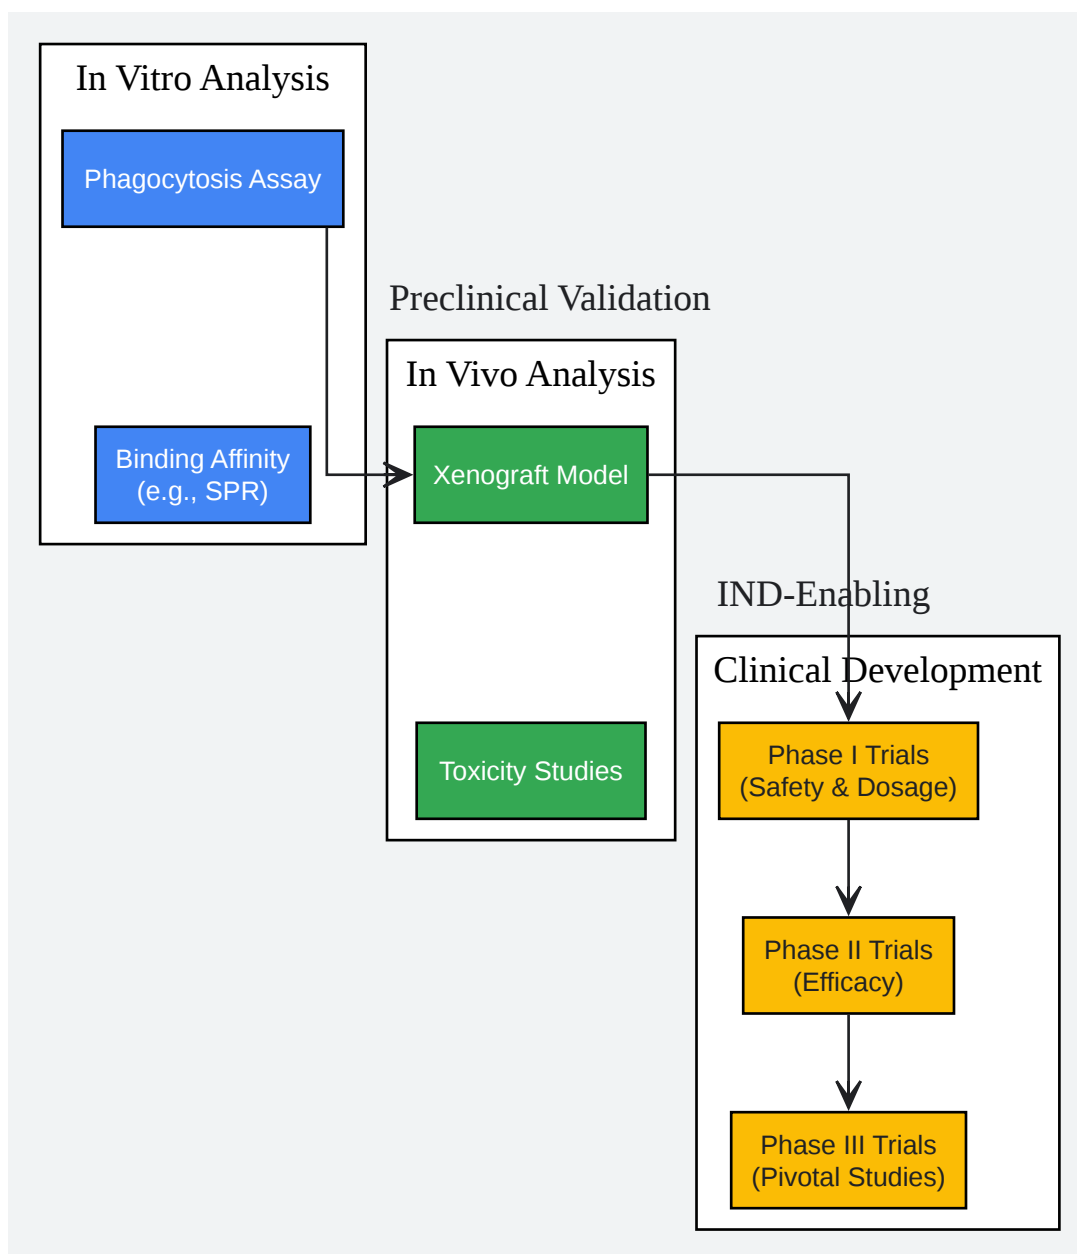 In Vitro Analysis
Phagocytosis Assay
Binding Affinity
(e.g., SPR)
Preclinical Validation
In Vivo Analysis
Xenograft Model
Toxicity Studies
IND-Enabling
Clinical Development
Phase I Trials
(Safety & Dosage)
Phase II Trials
(Efficacy)
Phase III Trials
(Pivotal Studies)